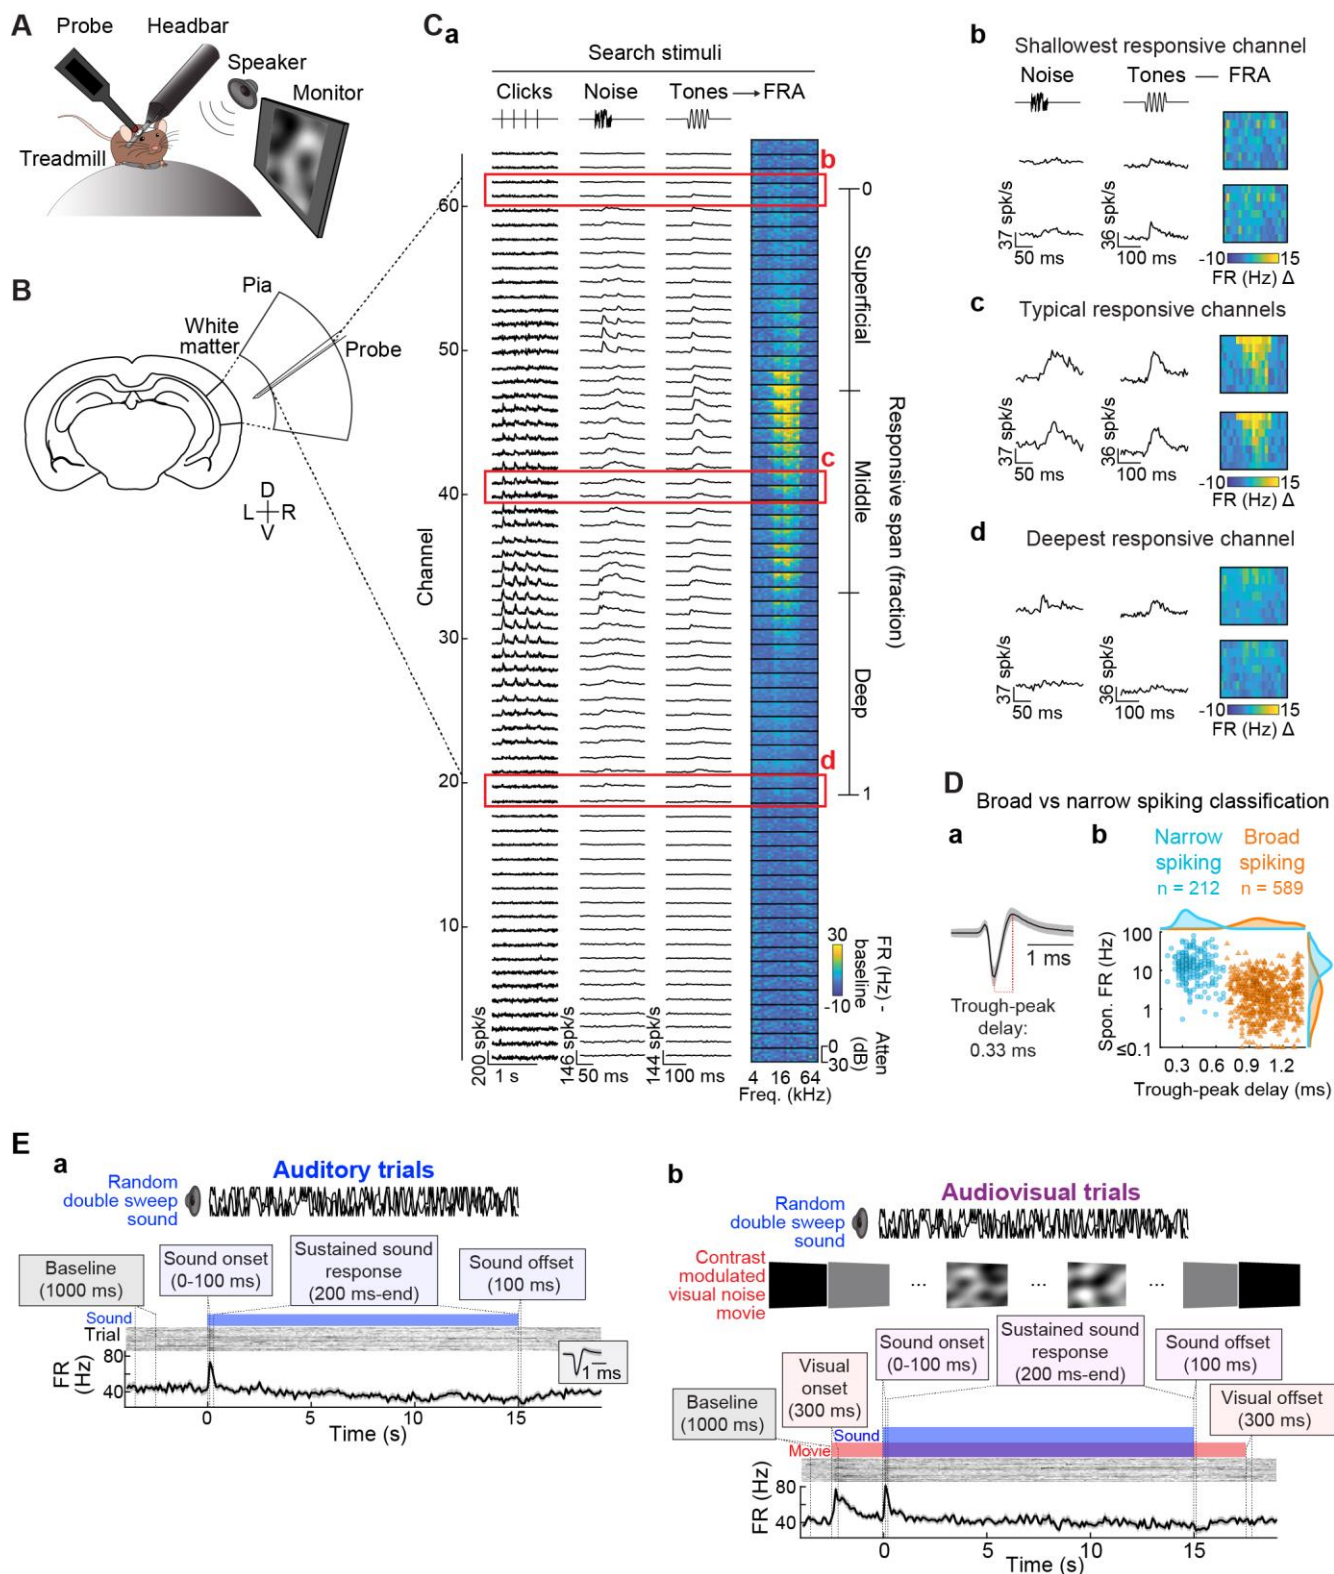 A
Probe
Headbar
Speaker
Monitor
Treadmill
B
Pia
White
matter
Probe
D
L R
V
C
a
Search stimuli
Clicks
Noise
Tones
FRA
b
c
d
Channel
60
50
40
30
20
10
0
Superficial
Middle
Deep
1
Responsive span (fraction)
200 spk/s
1 s
146 spk/s
50 ms
144 spk/s
100 ms
30
-10
FR (Hz) -
baseline
0
30
Atten
(dB)
4 16 64
Freq. (kHz)
b
Shallowest responsive channel
Noise
Tones
FRA
37 spk/s
50 ms
36 spk/s
100 ms
-10 15
FR (Hz) Δ
c
Typical responsive channels
37 spk/s
50 ms
36 spk/s
100 ms
-10 15
FR (Hz) Δ
d
Deepest responsive channel
37 spk/s
50 ms
36 spk/s
100 ms
-10 15
FR (Hz) Δ
D
Broad vs narrow spiking classification
a
1 ms
Trough-peak
delay:
0.33 ms
b
Narrow
spiking
n = 212
Broad
spiking
n = 589
Spon. FR (Hz)
100
10
1
≤0.1
0.3 0.6 0.9 1.2
Trough-peak delay (ms)
E
a
Auditory trials
Random
double sweep
sound
Baseline
(1000 ms)
Sound onset
(0-100 ms)
Sustained sound
response
(200 ms-end)
Sound offset
(100 ms)
Sound
Trial
FR
(Hz)
80
40
1 ms
0 5 10 15
Time (s)
b
Audiovisual trials
Random
double sweep
sound
Contrast
modulated
visual noise
movie
... ... ...
Baseline
(1000 ms)
Visual
onset
(300 ms)
Sound onset
(0-100 ms)
Sustained sound
response
(200 ms-end)
Sound offset
(100 ms)
Visual offset
(300 ms)
Sound
Movie
FR (Hz)
80
40
0 5 10 15
Time (s)